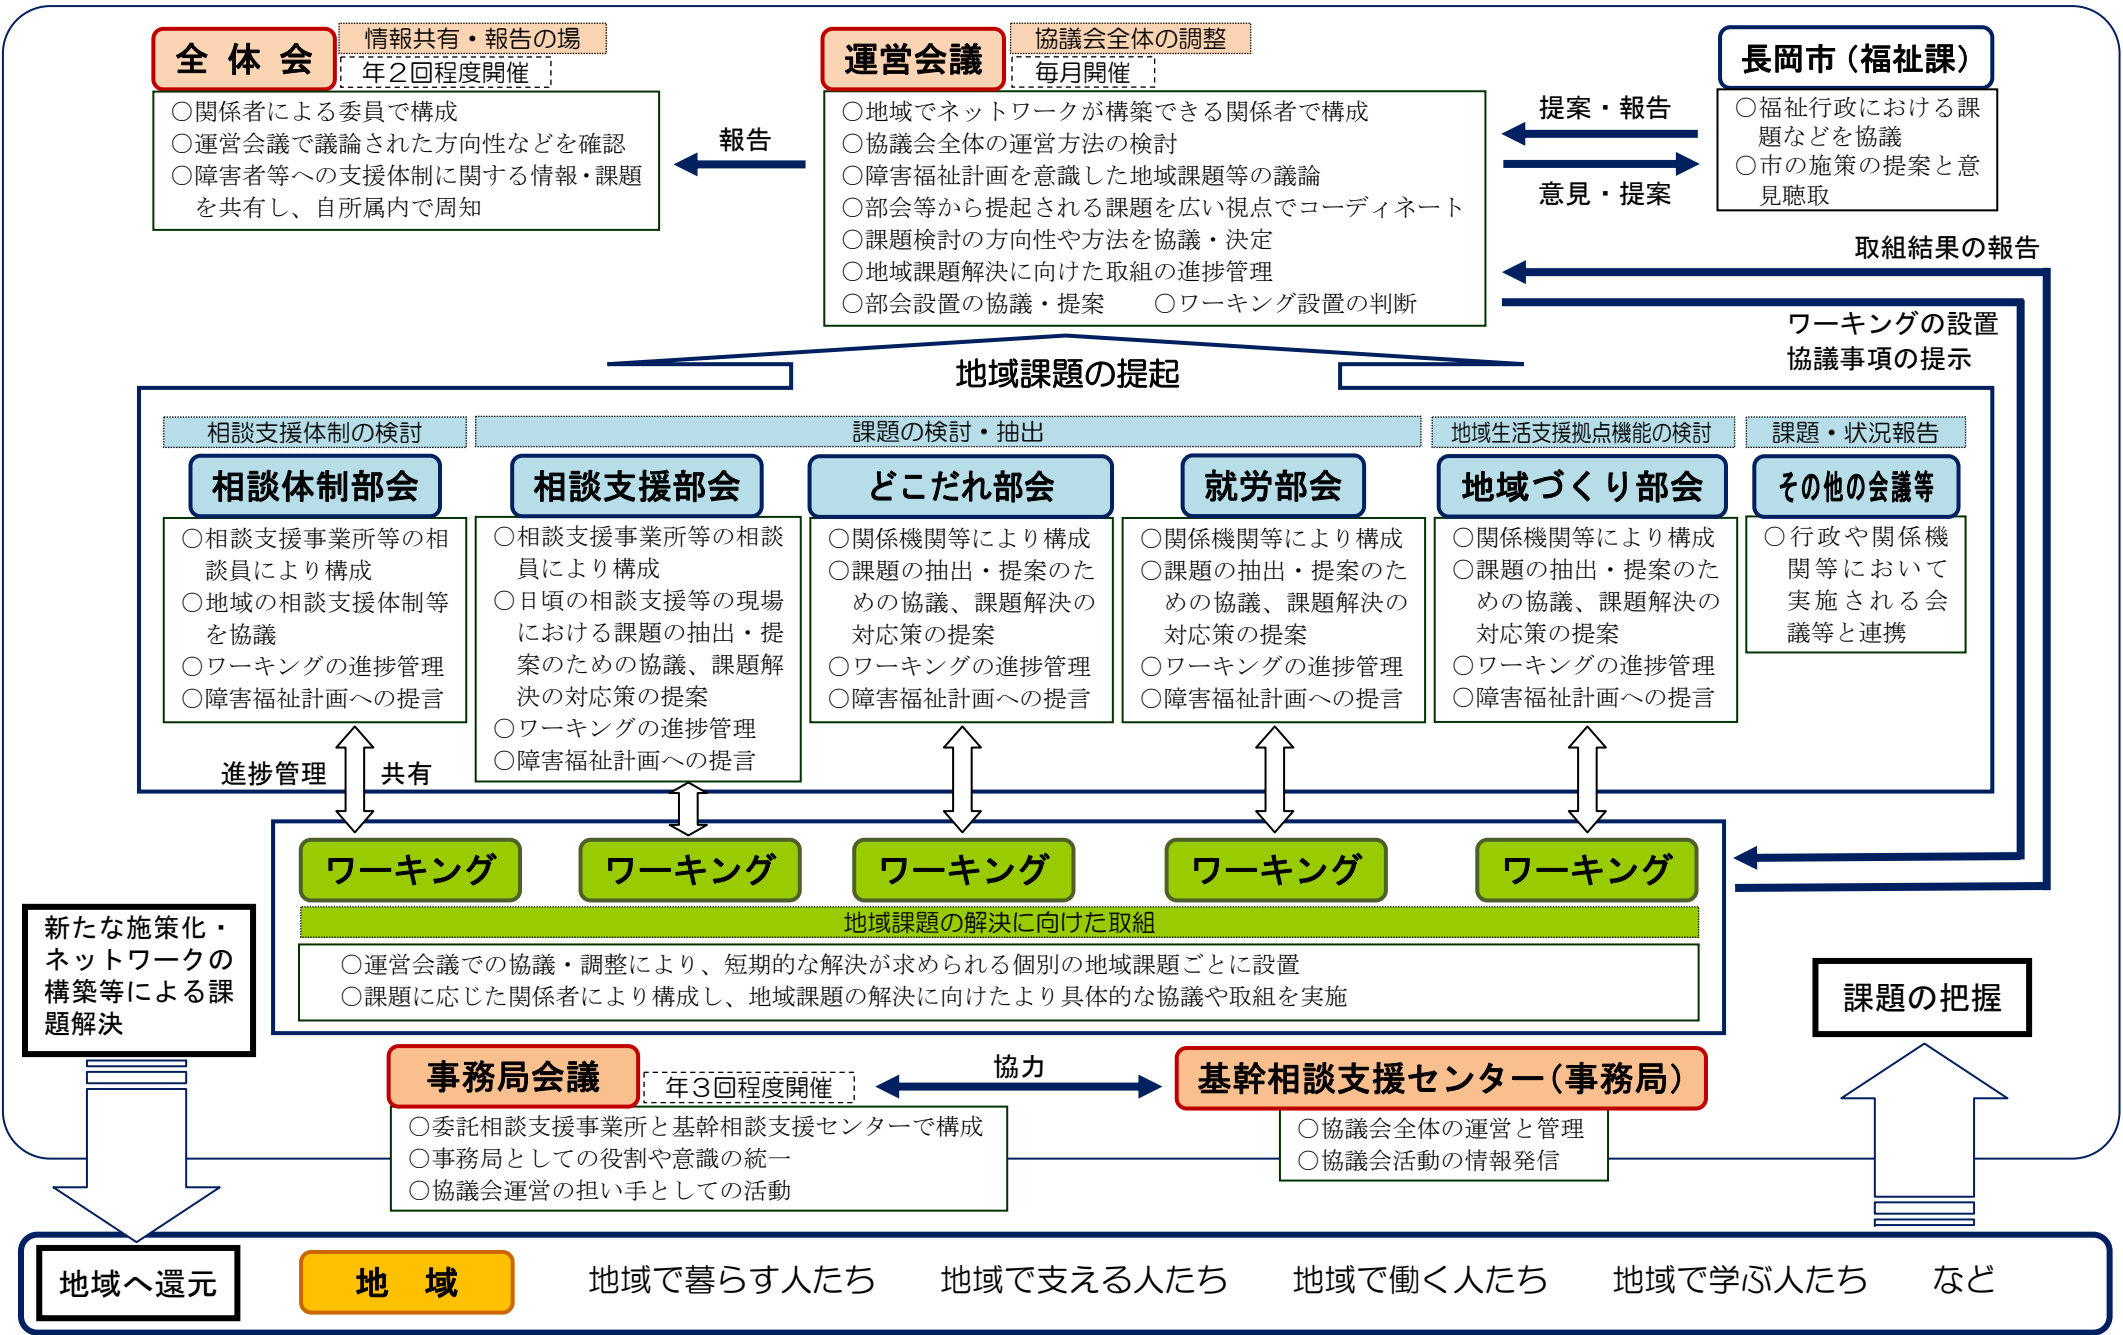 全 体 会
情報共有・報告の場
年２回程度開催
○関係者による委員で構成
○運営会議で議論された方向性などを確認
○障害者等への支援体制に関する情報・課題
を共有し、自所属内で周知
報告
運営会議
協議会全体の調整
毎月開催
○地域でネットワークが構築できる関係者で構成
○協議会全体の運営方法の検討
○障害福祉計画を意識した地域課題等の議論
○部会等から提起される課題を広い視点でコーディネート
○課題検討の方向性や方法を協議・決定
○地域課題解決に向けた取組の進捗管理
○部会設置の協議・提案　　○ワーキング設置の判断
提案・報告
意見・提案
長岡市（福祉課）
○福祉行政における課
題などを協議
○市の施策の提案と意
見聴取
取組結果の報告
ワーキングの設置
協議事項の提示
地域課題の提起
相談支援体制の検討
課題の検討・抽出
地域生活支援拠点機能の検討
課題・状況報告
相談体制部会
○相談支援事業所等の相
談員により構成
○地域の相談支援体制等
を協議
○ワーキングの進捗管理
○障害福祉計画への提言
相談支援部会
○相談支援事業所等の相談
員により構成
○日頃の相談支援等の現場
における課題の抽出・提
案のための協議、課題解
決の対応策の提案
○ワーキングの進捗管理
○障害福祉計画への提言
どこだれ部会
○関係機関等により構成
○課題の抽出・提案のた
めの協議、課題解決の
対応策の提案
○ワーキングの進捗管理
○障害福祉計画への提言
就労部会
○関係機関等により構成
○課題の抽出・提案のた
めの協議、課題解決の
対応策の提案
○ワーキングの進捗管理
○障害福祉計画への提言
地域づくり部会
○関係機関等により構成
○課題の抽出・提案のた
めの協議、課題解決の
対応策の提案
○ワーキングの進捗管理
○障害福祉計画への提言
その他の会議等
○行政や関係機
関等において
実施される会
議等と連携
進捗管理
共有
ワーキング
ワーキング
ワーキング
ワーキング
ワーキング
地域課題の解決に向けた取組
○運営会議での協議・調整により、短期的な解決が求められる個別の地域課題ごとに設置
○課題に応じた関係者により構成し、地域課題の解決に向けたより具体的な協議や取組を実施
新たな施策化・
ネットワークの
構築等による課
題解決
課題の把握
事務局会議
年３回程度開催
○委託相談支援事業所と基幹相談支援センターで構成
○事務局としての役割や意識の統一
○協議会運営の担い手としての活動
協力
基幹相談支援センター（事務局）
○協議会全体の運営と管理
○協議会活動の情報発信
地域へ還元
地　域
地域で暮らす人たち　　地域で支える人たち　　地域で働く人たち　　地域で学ぶ人たち　　など